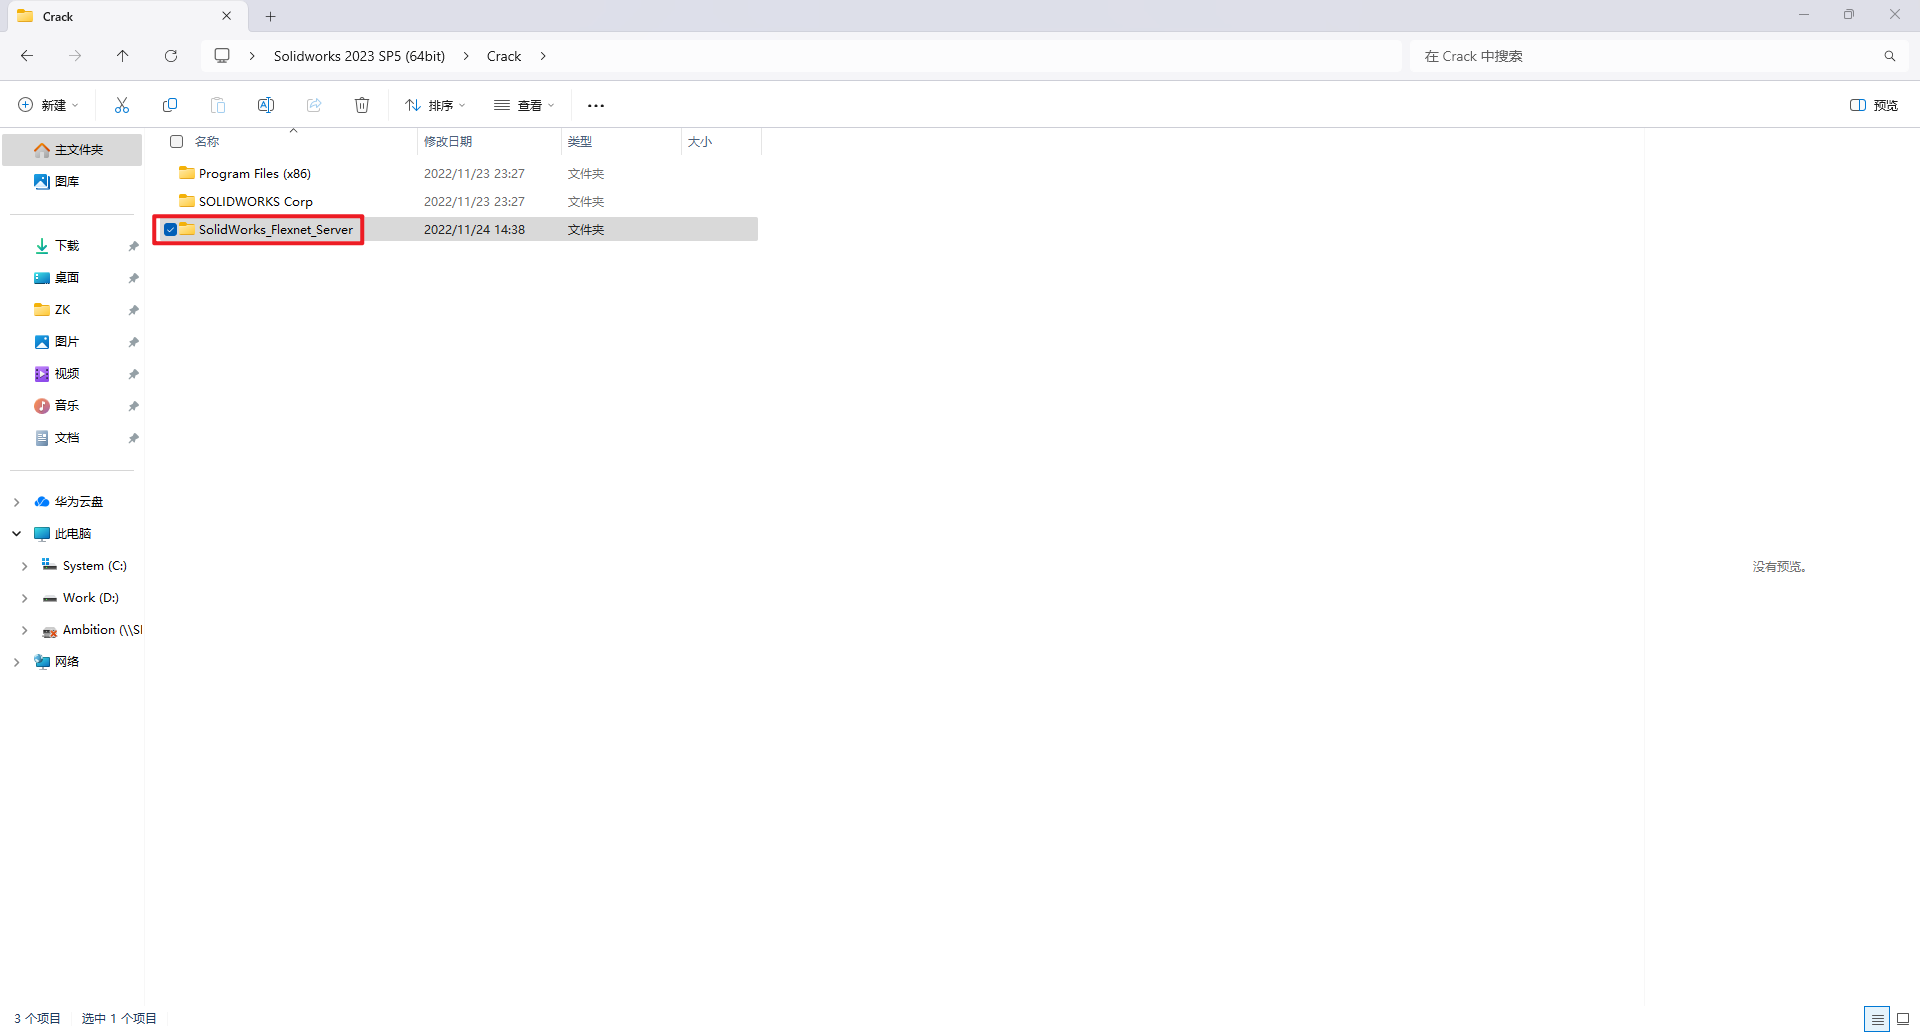 Crack
Solidworks 2023 SP5 (64bit) Crack
在 Crack 中搜索
新建 排序 查看 预览
名称 修改日期 类型 大小
Program Files (x86) 2022/11/23 23:27 文件夹
SOLIDWORKS Corp 2022/11/23 23:27 文件夹
SolidWorks_Flexnet_Server 2022/11/24 14:38 文件夹
主文件夹
图库
下载
桌面
ZK
图片
视频
音乐
文档
华为云盘
此电脑
System (C:)
Work (D:)
Ambition (\\SI
网络
没有预览。
3 个项目 选中 1 个项目